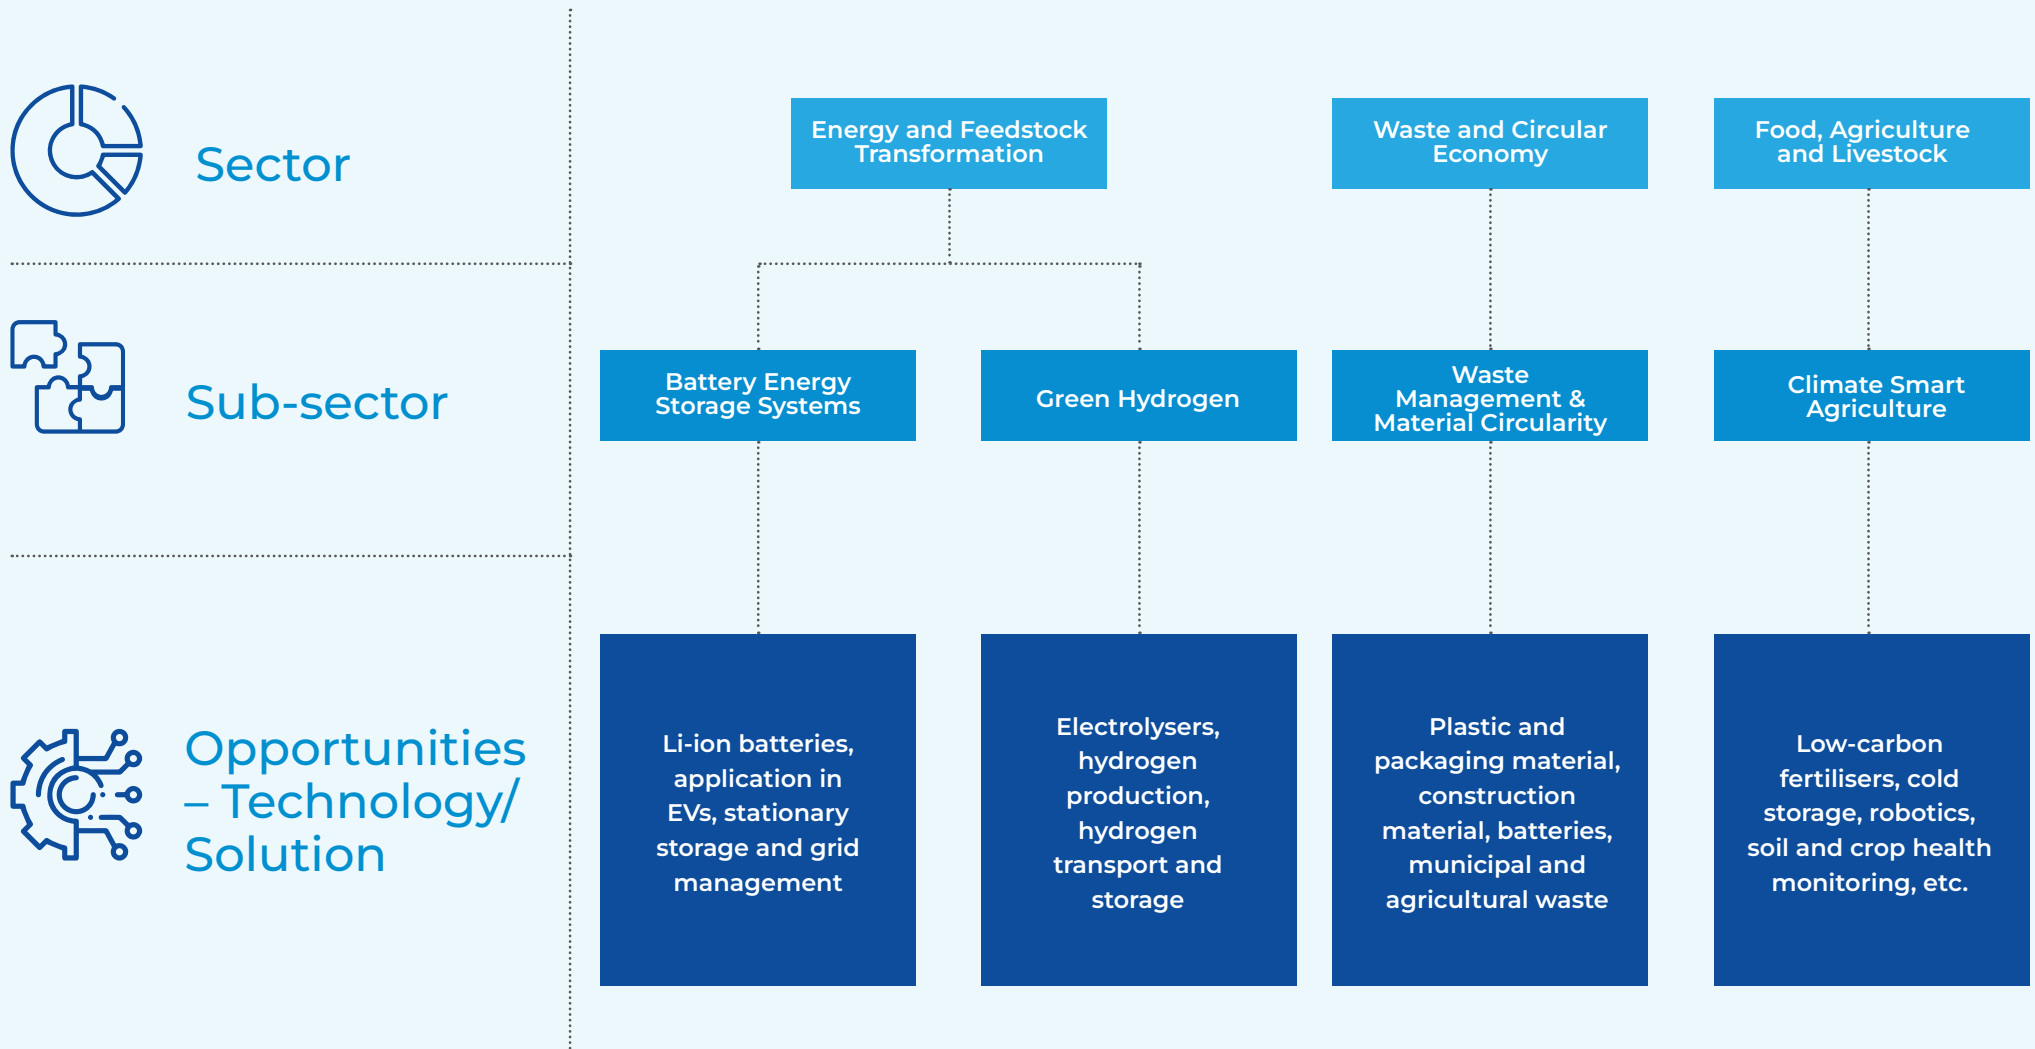 Sector
Energy and Feedstock
Transformation
Waste and Circular
Economy
Food, Agriculture
and Livestock
Sub-sector
Battery Energy
Storage Systems
Green Hydrogen
Waste
Management &
Material Circularity
Climate Smart
Agriculture
Opportunities
– Technology/
Solution
Li-ion batteries,
application in
EVs, stationary
storage and grid
management
Electrolysers,
hydrogen
production,
hydrogen
transport and
storage
Plastic and
packaging material,
construction
material, batteries,
municipal and
agricultural waste
Low-carbon
fertilisers, cold
storage, robotics,
soil and crop health
monitoring, etc.